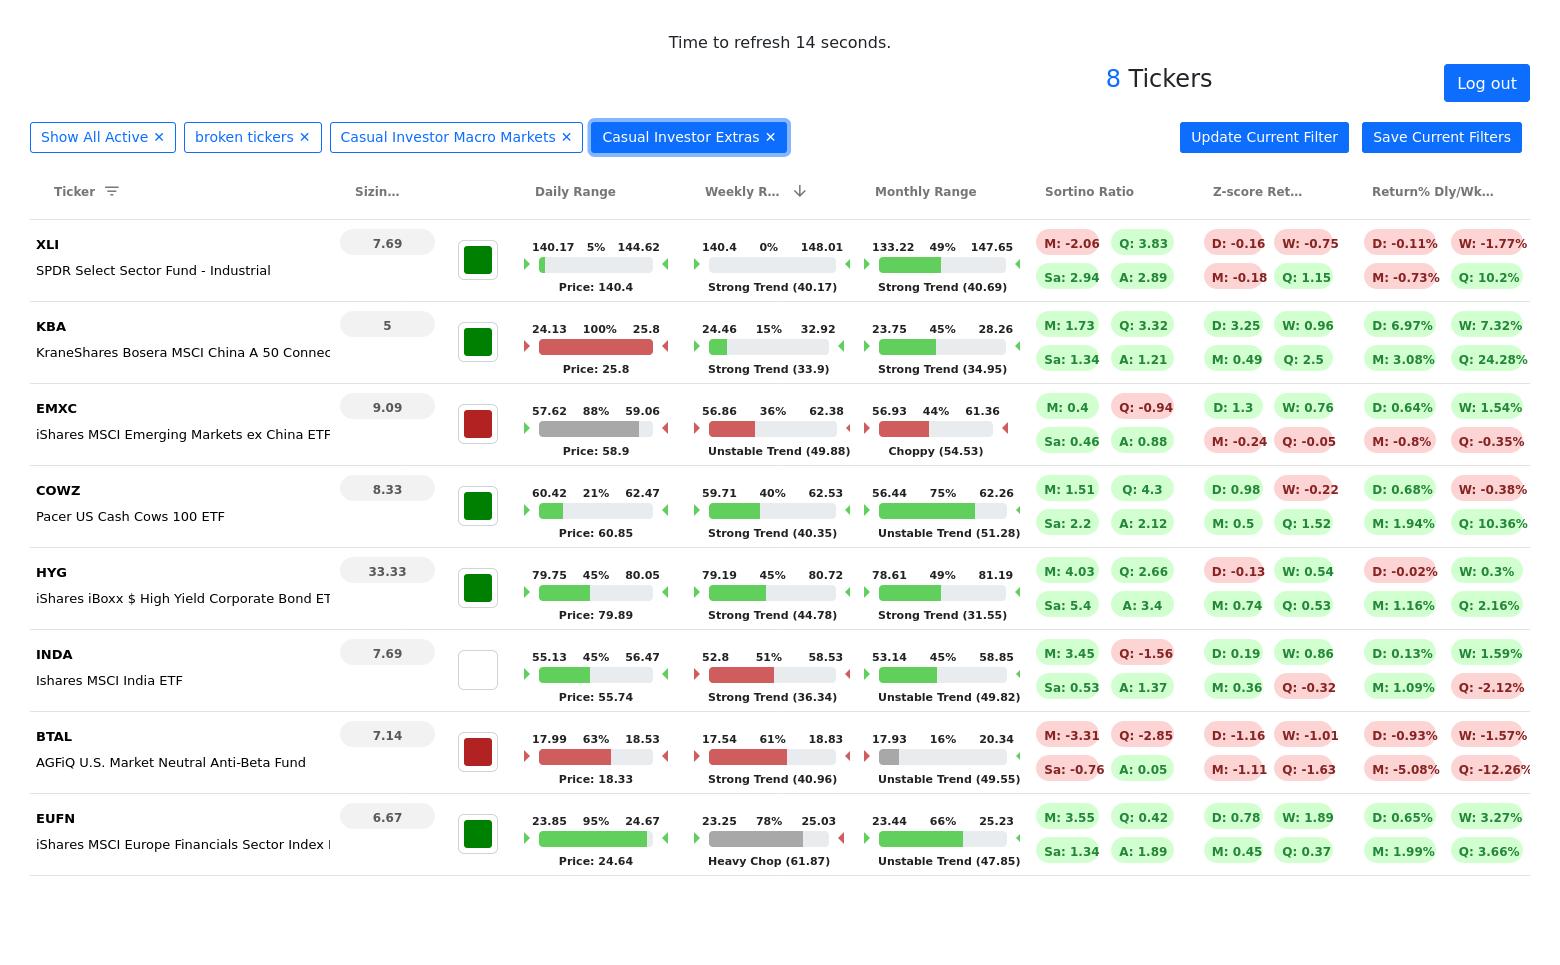 Time to refresh 14 seconds.
8 Tickers
Log out
Show All Active ✕ broken tickers ✕ Casual Investor Macro Markets ✕ Casual Investor Extras ✕ Update Current Filter Save Current Filters
Ticker Sizin... Daily Range Weekly R... Monthly Range Sortino Ratio Z-score Ret... Return% Dly/Wk...
XLI 7.69 140.17 5% 144.62 140.4 0% 148.01 133.22 49% 147.65 M: -2.06 Q: 3.83 D: -0.16 W: -0.75 D: -0.11% W: -1.77%
SPDR Select Sector Fund - Industrial Sa: 2.94 A: 2.89 M: -0.18 Q: 1.15 M: -0.73% Q: 10.2%
Price: 140.4 Strong Trend (40.17) Strong Trend (40.69)
KBA 5 24.13 100% 25.8 24.46 15% 32.92 23.75 45% 28.26 M: 1.73 Q: 3.32 D: 3.25 W: 0.96 D: 6.97% W: 7.32%
KraneShares Bosera MSCI China A 50 Connec Sa: 1.34 A: 1.21 M: 0.49 Q: 2.5 M: 3.08% Q: 24.28%
Price: 25.8 Strong Trend (33.9) Strong Trend (34.95)
EMXC 9.09 57.62 88% 59.06 56.86 36% 62.38 56.93 44% 61.36 M: 0.4 Q: -0.94 D: 1.3 W: 0.76 D: 0.64% W: 1.54%
iShares MSCI Emerging Markets ex China ETF Sa: 0.46 A: 0.88 M: -0.24 Q: -0.05 M: -0.8% Q: -0.35%
Price: 58.9 Unstable Trend (49.88) Choppy (54.53)
COWZ 8.33 60.42 21% 62.47 59.71 40% 62.53 56.44 75% 62.26 M: 1.51 Q: 4.3 D: 0.98 W: -0.22 D: 0.68% W: -0.38%
Pacer US Cash Cows 100 ETF Sa: 2.2 A: 2.12 M: 0.5 Q: 1.52 M: 1.94% Q: 10.36%
Price: 60.85 Strong Trend (40.35) Unstable Trend (51.28)
HYG 33.33 79.75 45% 80.05 79.19 45% 80.72 78.61 49% 81.19 M: 4.03 Q: 2.66 D: -0.13 W: 0.54 D: -0.02% W: 0.3%
iShares iBoxx $ High Yield Corporate Bond ET Sa: 5.4 A: 3.4 M: 0.74 Q: 0.53 M: 1.16% Q: 2.16%
Price: 79.89 Strong Trend (44.78) Strong Trend (31.55)
INDA 7.69 55.13 45% 56.47 52.8 51% 58.53 53.14 45% 58.85 M: 3.45 Q: -1.56 D: 0.19 W: 0.86 D: 0.13% W: 1.59%
Ishares MSCI India ETF Sa: 0.53 A: 1.37 M: 0.36 Q: -0.32 M: 1.09% Q: -2.12%
Price: 55.74 Strong Trend (36.34) Unstable Trend (49.82)
BTAL 7.14 17.99 63% 18.53 17.54 61% 18.83 17.93 16% 20.34 M: -3.31 Q: -2.85 D: -1.16 W: -1.01 D: -0.93% W: -1.57%
AGFiQ U.S. Market Neutral Anti-Beta Fund Sa: -0.76 A: 0.05 M: -1.11 Q: -1.63 M: -5.08% Q: -12.26%
Price: 18.33 Strong Trend (40.96) Unstable Trend (49.55)
EUFN 6.67 23.85 95% 24.67 23.25 78% 25.03 23.44 66% 25.23 M: 3.55 Q: 0.42 D: 0.78 W: 1.89 D: 0.65% W: 3.27%
iShares MSCI Europe Financials Sector Index Sa: 1.34 A: 1.89 M: 0.45 Q: 0.37 M: 1.99% Q: 3.66%
Price: 24.64 Heavy Chop (61.87) Unstable Trend (47.85)